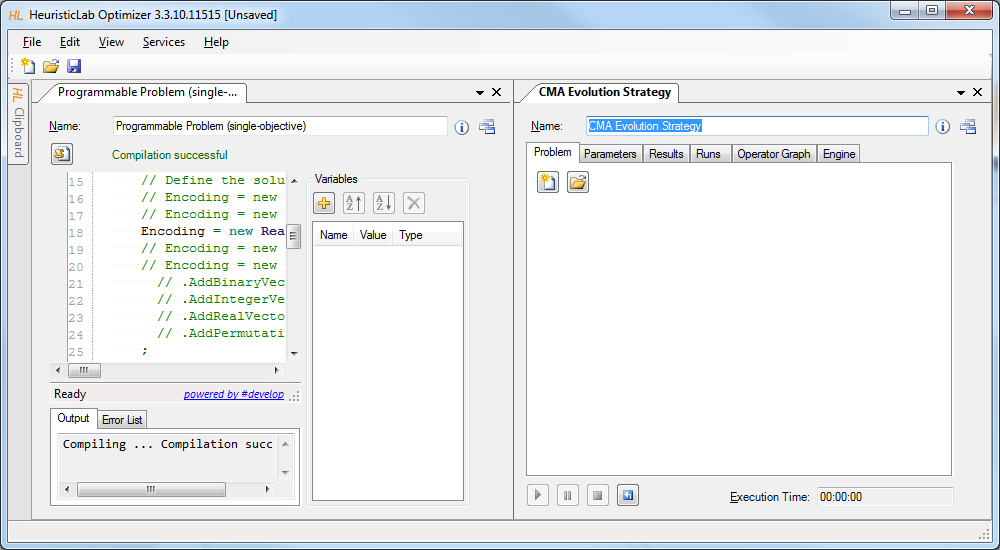 HL HeuristicLab Optimizer 3.3.10.11515 [Unsaved]
File Edit View Services Help
HL Clipboard
Programmable Problem (single-...
Name: Programmable Problem (single-objective)
Compilation successful
15 // Define the solu
16 // Encoding = new
17 // Encoding = new
18 Encoding = new Rea
19 // Encoding = new
20 // Encoding = new
21 // .AddBinaryVec
22 // .AddIntegerVe
23 // .AddRealVecto
24 // .AddPermutati
25 ;
Ready powered by #develop
Output Error List
Compiling ... Compilation succ
Variables
A Z A Z
Name Value Type
CMA Evolution Strategy
Name: CMA Evolution Strategy
Problem Parameters Results Runs Operator Graph Engine
Execution Time: 00:00:00